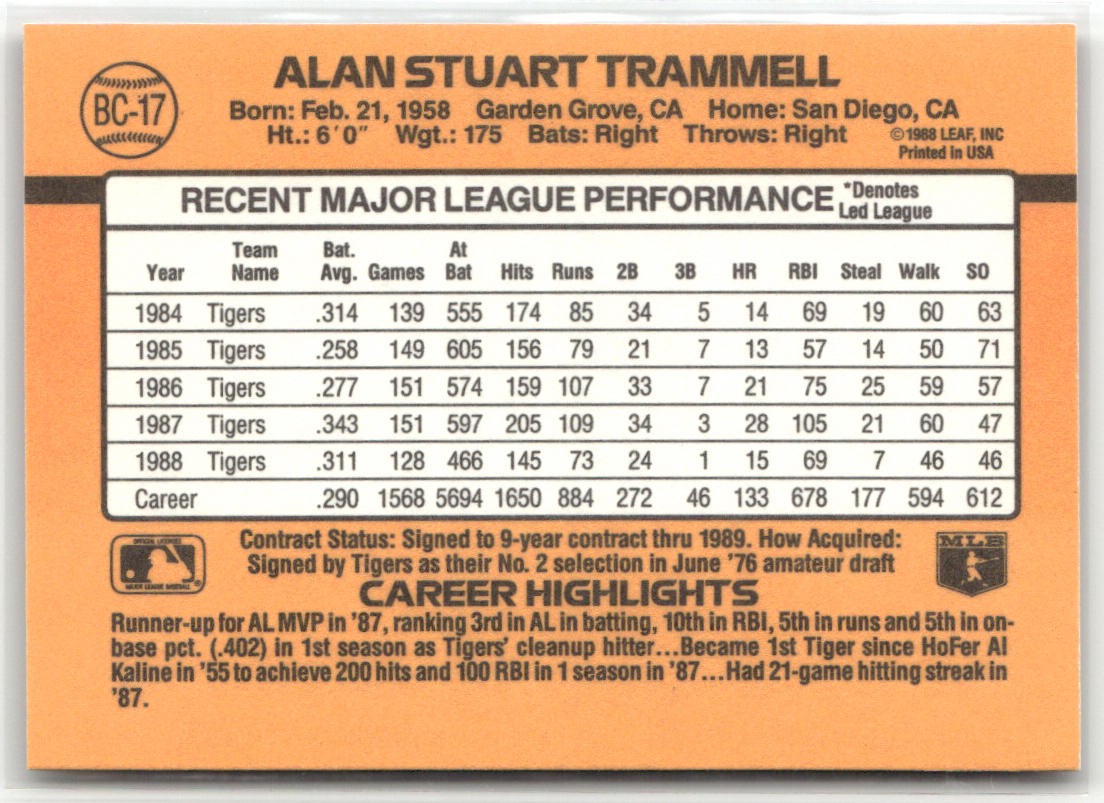 BC-17
ALAN STUART TRAMMELL
Born: Feb. 21, 1958 Garden Grove, CA Home: San Diego, CA
Ht.: 6'0" Wgt.: 175 Bats: Right Throws: Right ©1988 LEAF, INC
Printed in USA
RECENT MAJOR LEAGUE PERFORMANCE *Denotes
Led League
Year Team Name Bat. Avg. Games At Bat Hits Runs 2B 3B HR RBI Steal Walk SO
1984 Tigers .314 139 555 174 85 34 5 14 69 19 60 63
1985 Tigers .258 149 605 156 79 21 7 13 57 14 50 71
1986 Tigers .277 151 574 159 107 33 7 21 75 25 59 57
1987 Tigers .343 151 597 205 109 34 3 28 105 21 60 47
1988 Tigers .311 128 466 145 73 24 1 15 69 7 46 46
Career .290 1568 5694 1650 884 272 46 133 678 177 594 612
Contract Status: Signed to 9-year contract thru 1989. How Acquired:
Signed by Tigers as their No. 2 selection in June '76 amateur draft
OFFICIAL LICENSEE
MAJOR LEAGUE BASEBALL
MLB
CAREER HIGHLIGHTS
Runner-up for AL MVP in '87, ranking 3rd in AL in batting, 10th in RBI, 5th in runs and 5th in on-
base pct. (.402) in 1st season as Tigers' cleanup hitter...Became 1st Tiger since HoFer Al
Kaline in '55 to achieve 200 hits and 100 RBI in 1 season in '87...Had 21-game hitting streak in
'87.